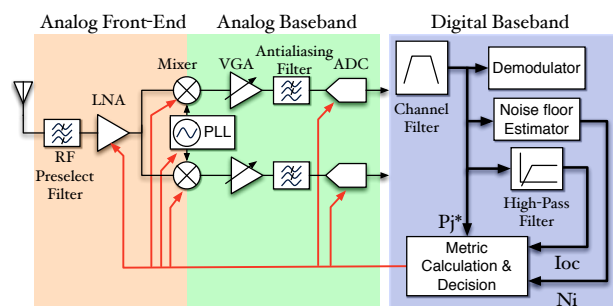 Analog Front-End
Analog Baseband
Digital Baseband
Mixer
VGA
Antialiasing
Filter
ADC
LNA
PLL
RF
Preselect
Filter
Channel
Filter
Demodulator
Noise floor
Estimator
High-Pass
Filter
Pj*
Metric
Calculation &
Decision
Ioc
Ni